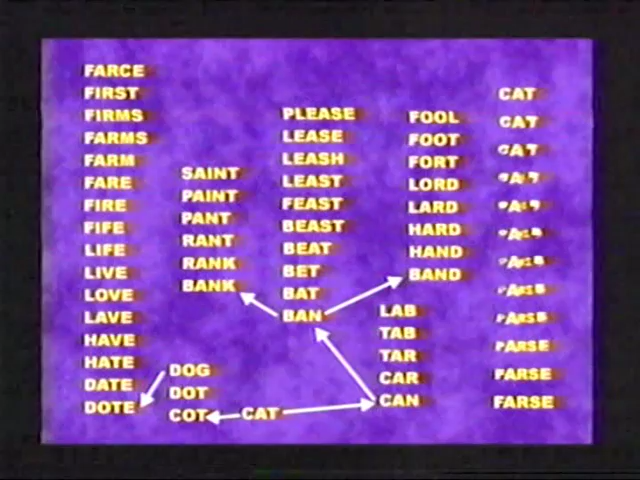 FARCE
FIRST
FIRMS
FARMS
FARM
FARE
FIRE
FIFE
LIFE
LIVE
LOVE
LAVE
HAVE
HATE
DATE
DOTE
SAINT
PAINT
PANT
RANT
RANK
BANK
DOG
DOT
COT
CAT
PLEASE
LEASE
LEASH
LEAST
FEAST
BEAST
BEAT
BET
BAT
BAN
FOOL
FOOT
FORT
LORD
LARD
HARD
HAND
BAND
LAB
TAB
TAR
CAR
CAN
CAT
CAT
CAT
PARSE
PARSE
FARSE